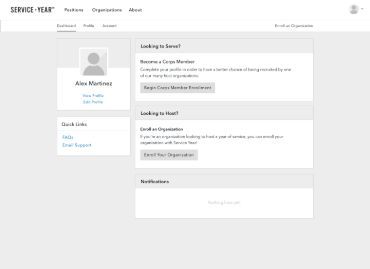 SERVICE·YEAR™ Positions Organizations About
Dashboard Profile Account Enroll an Organization
Alex Martinez
View Profile
Edit Profile
Quick Links
FAQs
Email Support
Looking to Serve?
Become a Corps Member
Complete your profile in order to have a better chance of being recruited by one
of our many host organizations.
Begin Corps Member Enrollment
Looking to Host?
Enroll an Organization
If you're an organization looking to host a year of service, you can enroll your
organization with Service Year!
Enroll Your Organization
Notifications
Nothing here yet.